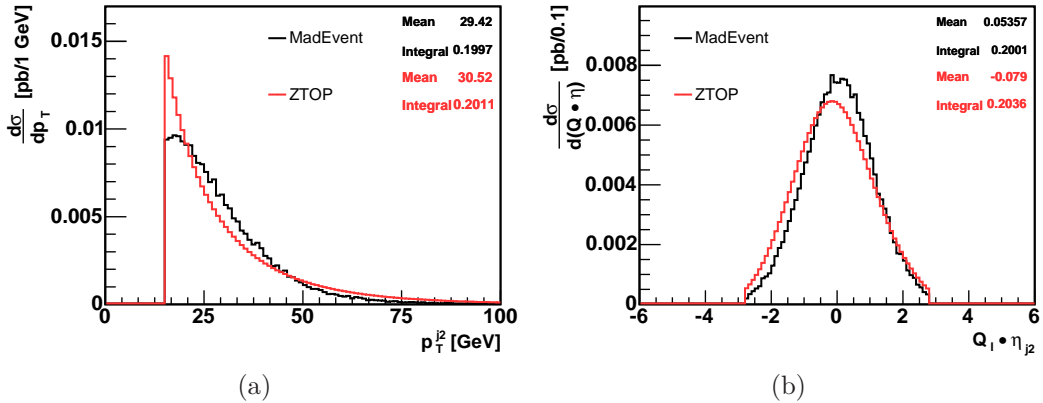 dσ/dp_T [pb/1 GeV]
0.015
0.01
0.005
0
MadEvent
ZTOP
Mean 29.42
Integral 0.1997
Mean 30.52
Integral 0.2011
0 25 50 75 100
p_T^j2 [GeV]
(a)
dσ/d(Q • η) [pb/0.1]
0.008
0.006
0.004
0.002
0
MadEvent
ZTOP
Mean 0.05357
Integral 0.2001
Mean -0.079
Integral 0.2036
-6 -4 -2 0 2 4 6
Q_l • η_j2
(b)